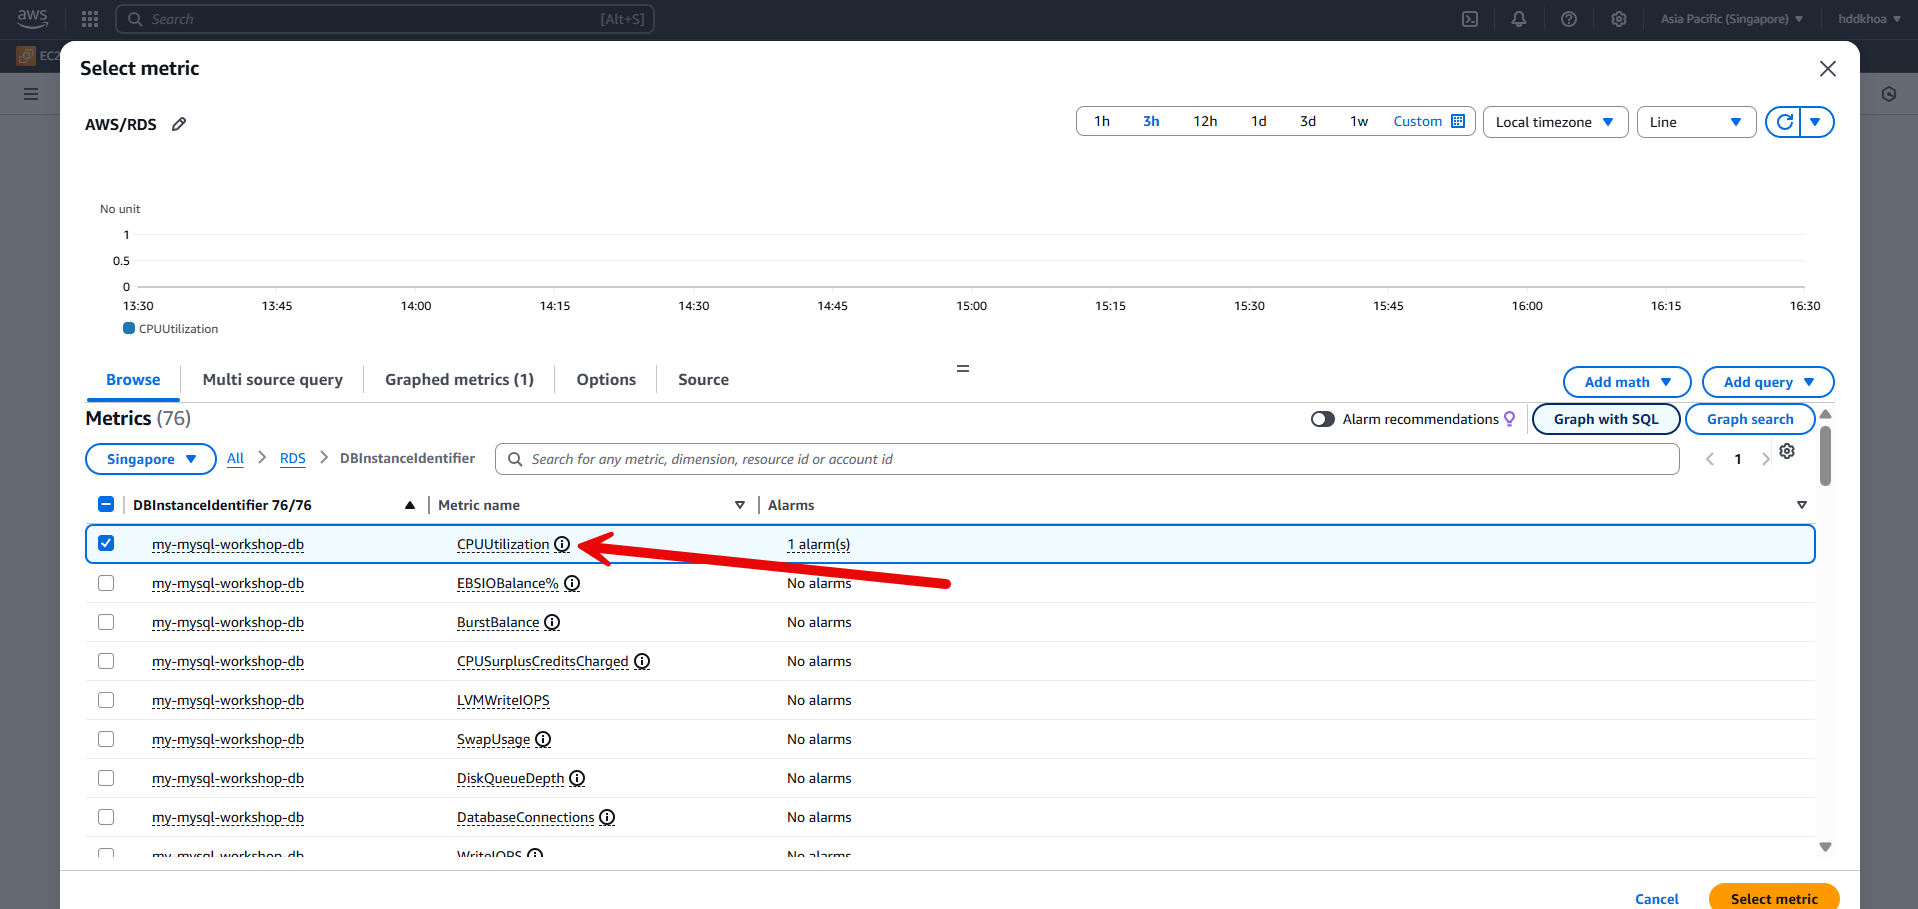 aws
Search [Alt+S]
Asia Pacific (Singapore) hddkhoa
EC2
Select metric
AWS/RDS
1h 3h 12h 1d 3d 1w Custom Local timezone Line
No unit
1
0.5
0
13:30 13:45 14:00 14:15 14:30 14:45 15:00 15:15 15:30 15:45 16:00 16:15 16:30
CPUUtilization
Browse Multi source query Graphed metrics (1) Options Source
Add math Add query
Metrics (76)
Alarm recommendations Graph with SQL Graph search
Singapore All RDS DBInstanceIdentifier Search for any metric, dimension, resource id or account id 1
DBInstanceIdentifier 76/76 Metric name Alarms
my-mysql-workshop-db CPUUtilization 1 alarm(s)
my-mysql-workshop-db EBSIOBalance% No alarms
my-mysql-workshop-db BurstBalance No alarms
my-mysql-workshop-db CPUSurplusCreditsCharged No alarms
my-mysql-workshop-db LVMWriteIOPS No alarms
my-mysql-workshop-db SwapUsage No alarms
my-mysql-workshop-db DiskQueueDepth No alarms
my-mysql-workshop-db DatabaseConnections No alarms
my-mysql-workshop-db WriteIOPS No alarms
Cancel Select metric